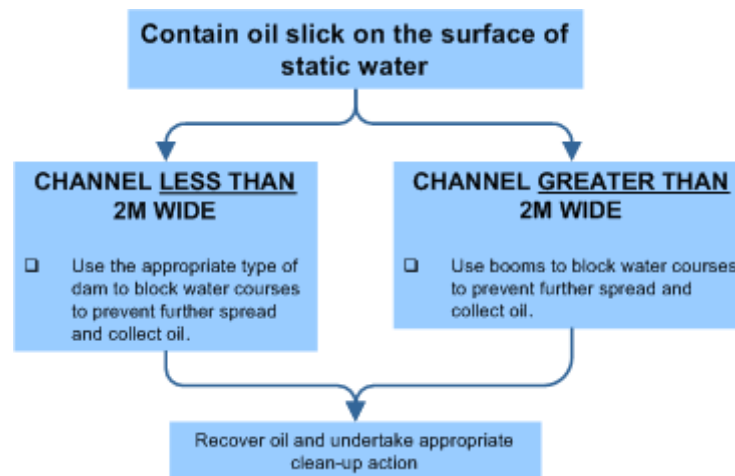 Contain oil slick on the surface of
static water
CHANNEL LESS THAN
2M WIDE
❑ Use the appropriate type of
dam to block water courses
to prevent further spread
and collect oil.
CHANNEL GREATER THAN
2M WIDE
❑ Use booms to block water courses
to prevent further spread and
collect oil.
Recover oil and undertake appropriate
clean-up action